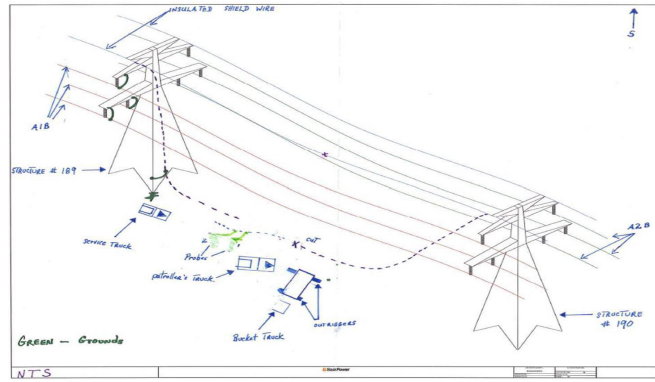 INSULATED SHIELD WIRE
S
A1B
STRUCTURE # 189
SERVICE TRUCK
2
Probes
CUT
patroller's Truck
OUTRIGGERS
Bucket Truck
A2B
STRUCTURE
# 190
GREEN - Grounds
NTS